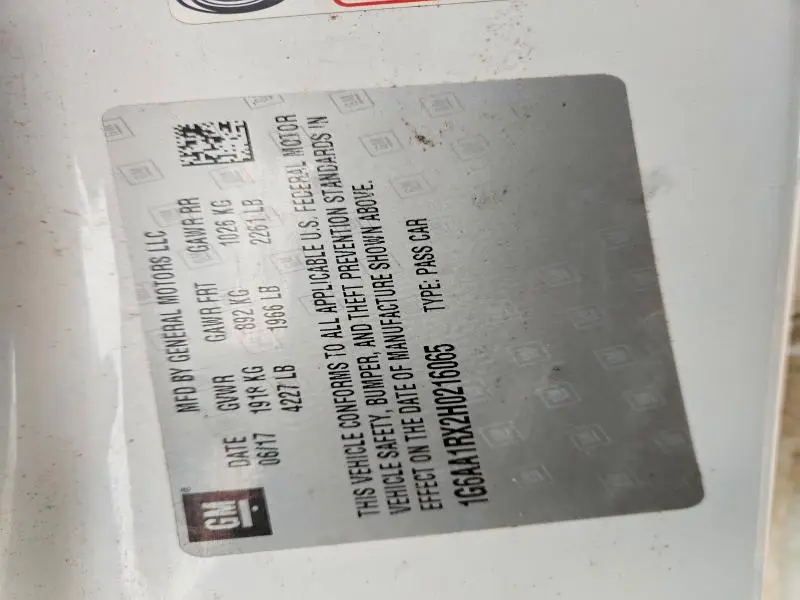 GM
®
MFD BY GENERAL MOTORS LLC
DATE GVWR GAWR FRT GAWR RR
06/17 1918 KG 892 KG 1026 KG
4227 LB 1966 LB 2261 LB
THIS VEHICLE CONFORMS TO ALL APPLICABLE U.S. FEDERAL MOTOR
VEHICLE SAFETY, BUMPER, AND THEFT PREVENTION STANDARDS IN
EFFECT ON THE DATE OF MANUFACTURE SHOWN ABOVE.
1G6AA1RX2H0216065 TYPE: PASS CAR